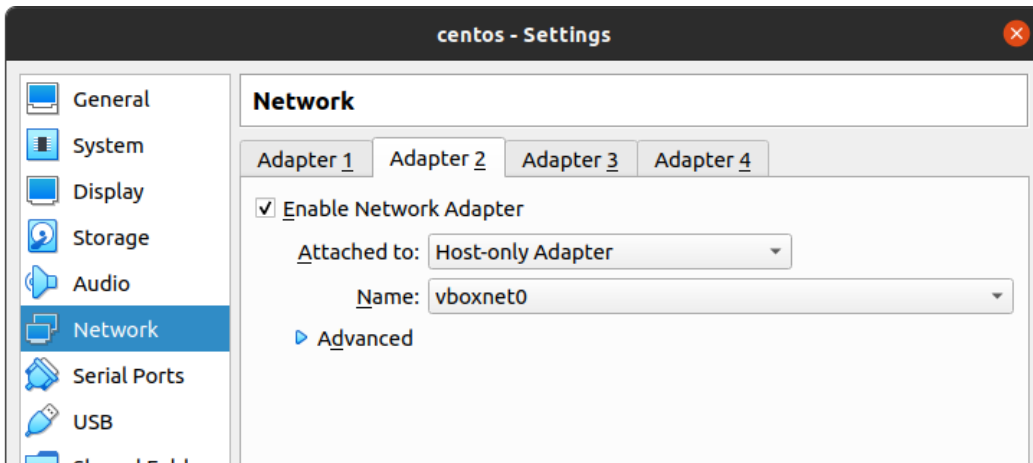 centos - Settings
General
System
Display
Storage
Audio
Network
Serial Ports
USB
Network
Adapter 1
Adapter 2
Adapter 3
Adapter 4
Enable Network Adapter
Attached to: Host-only Adapter
Name: vboxnet0
Advanced